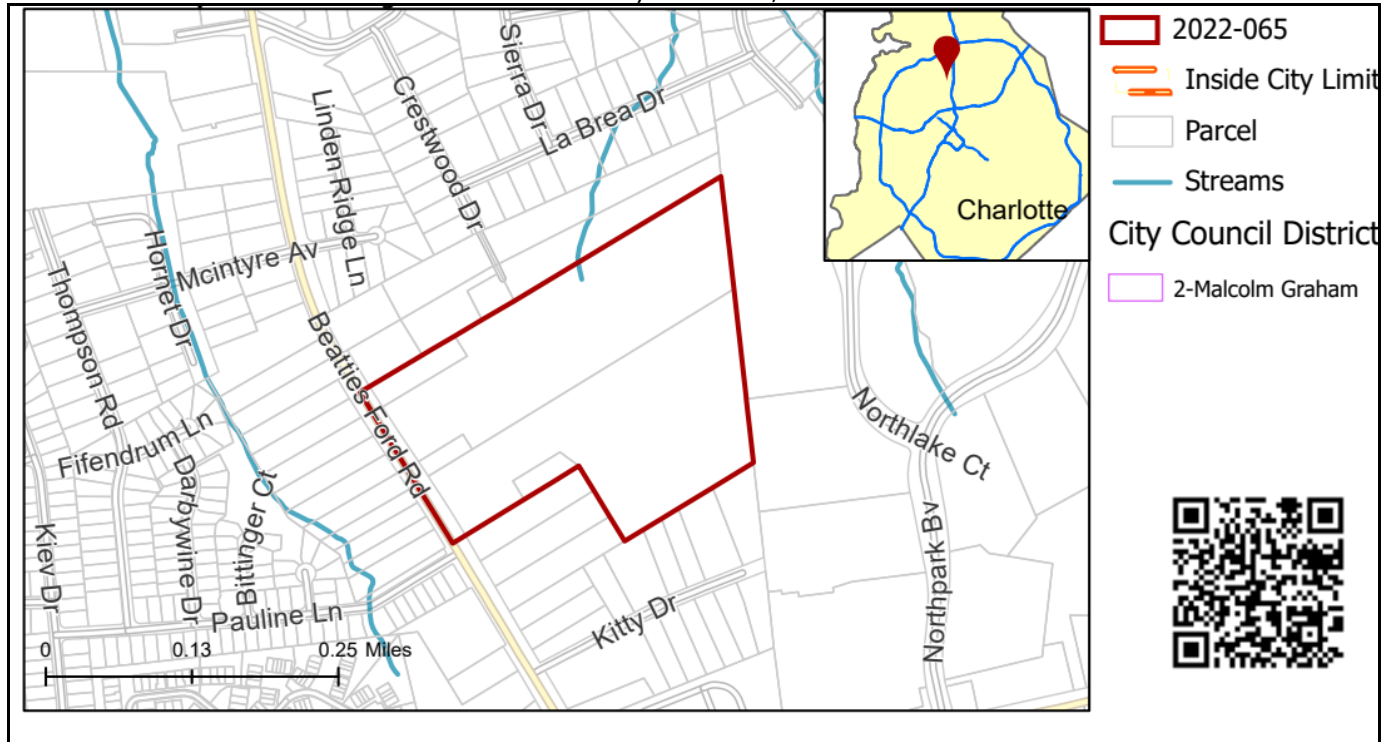 Sierra Dr
Crestwood Dr
La Brea Dr
Linden Ridge Ln
Mcintyre Av
Hornet Dr
Thompson Rd
Beatties Ford Rd
Fifendrum Ln
Darbywine Dr
Bittinger Ct
Kiev Dr
Pauline Ln
Kitty Dr
Northlake Ct
Northpark Bv
0 0.13 0.25 Miles
Charlotte
2022-065
Inside City Limit
Parcel
Streams
City Council District
2-Malcolm Graham